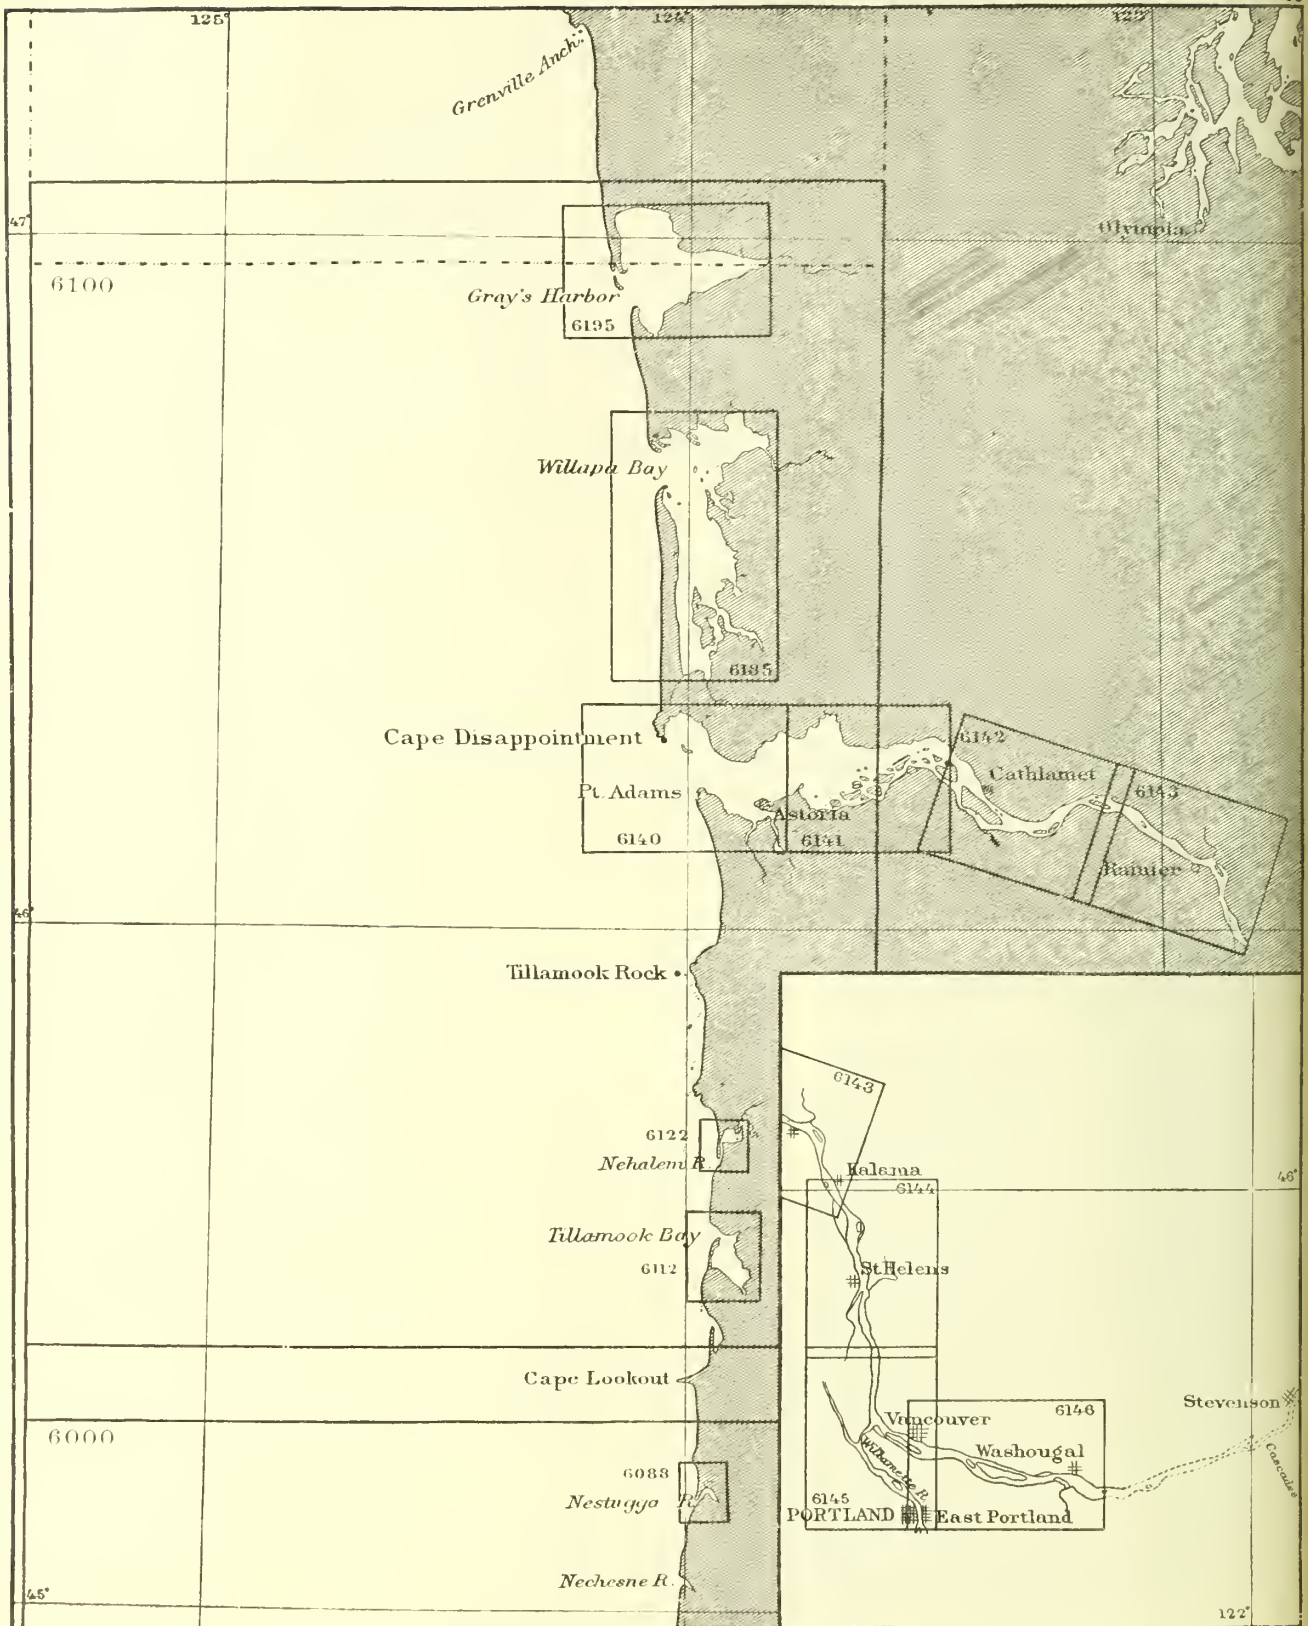 125°
124°
123°
Grenville Anch.
47°
Olympia
6100
Gray's Harbor
6195
Willapa Bay
6185
Cape Disappointment
6142
Cathlamet
Pt. Adams
6143
Astoria
6140
6141
Rainier
46°
Tillamook Rock
6143
6122
Nehalem R.
Kalama
6144
46°
Tillamook Bay
6112
St Helens
Cape Lookout
Stevenson
6146
Vancouver
6000
Washougal
Willamette R.
Cascades
6088
Nestugga R.
6145
PORTLAND
East Portland
Nechesne R.
45°
122°